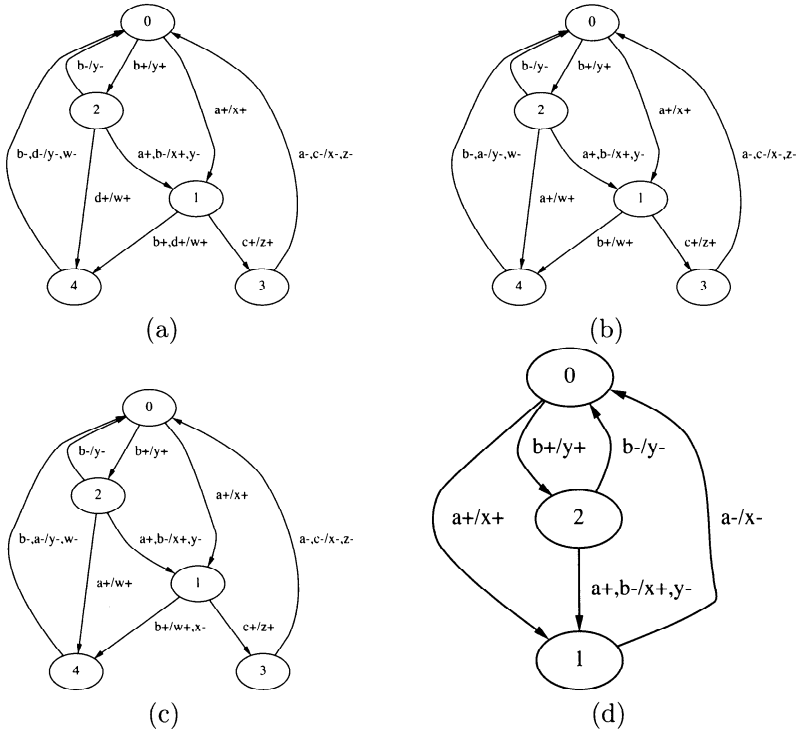 0
b-/y-
b+/y+
2
a+/x+
b-,d-/y-,w-
a+,b-/x+,y-
a-,c-/x-,z-
d+/w+
1
b+,d+/w+
c+/z+
4
3
(a)
0
b-/y-
b+/y+
2
a+/x+
b-,a-/y-,w-
a+,b-/x+,y-
a-,c-/x-,z-
a+/w+
1
b+/w+
c+/z+
4
3
(b)
0
b-/y-
b+/y+
2
a+/x+
b-,a-/y-,w-
a+,b-/x+,y-
a-,c-/x-,z-
a+/w+
1
b+/w+,x-
c+/z+
4
3
(c)
0
b+/y+
b-/y-
a+/x+
2
a-/x-
a+,b-/x+,y-
1
(d)